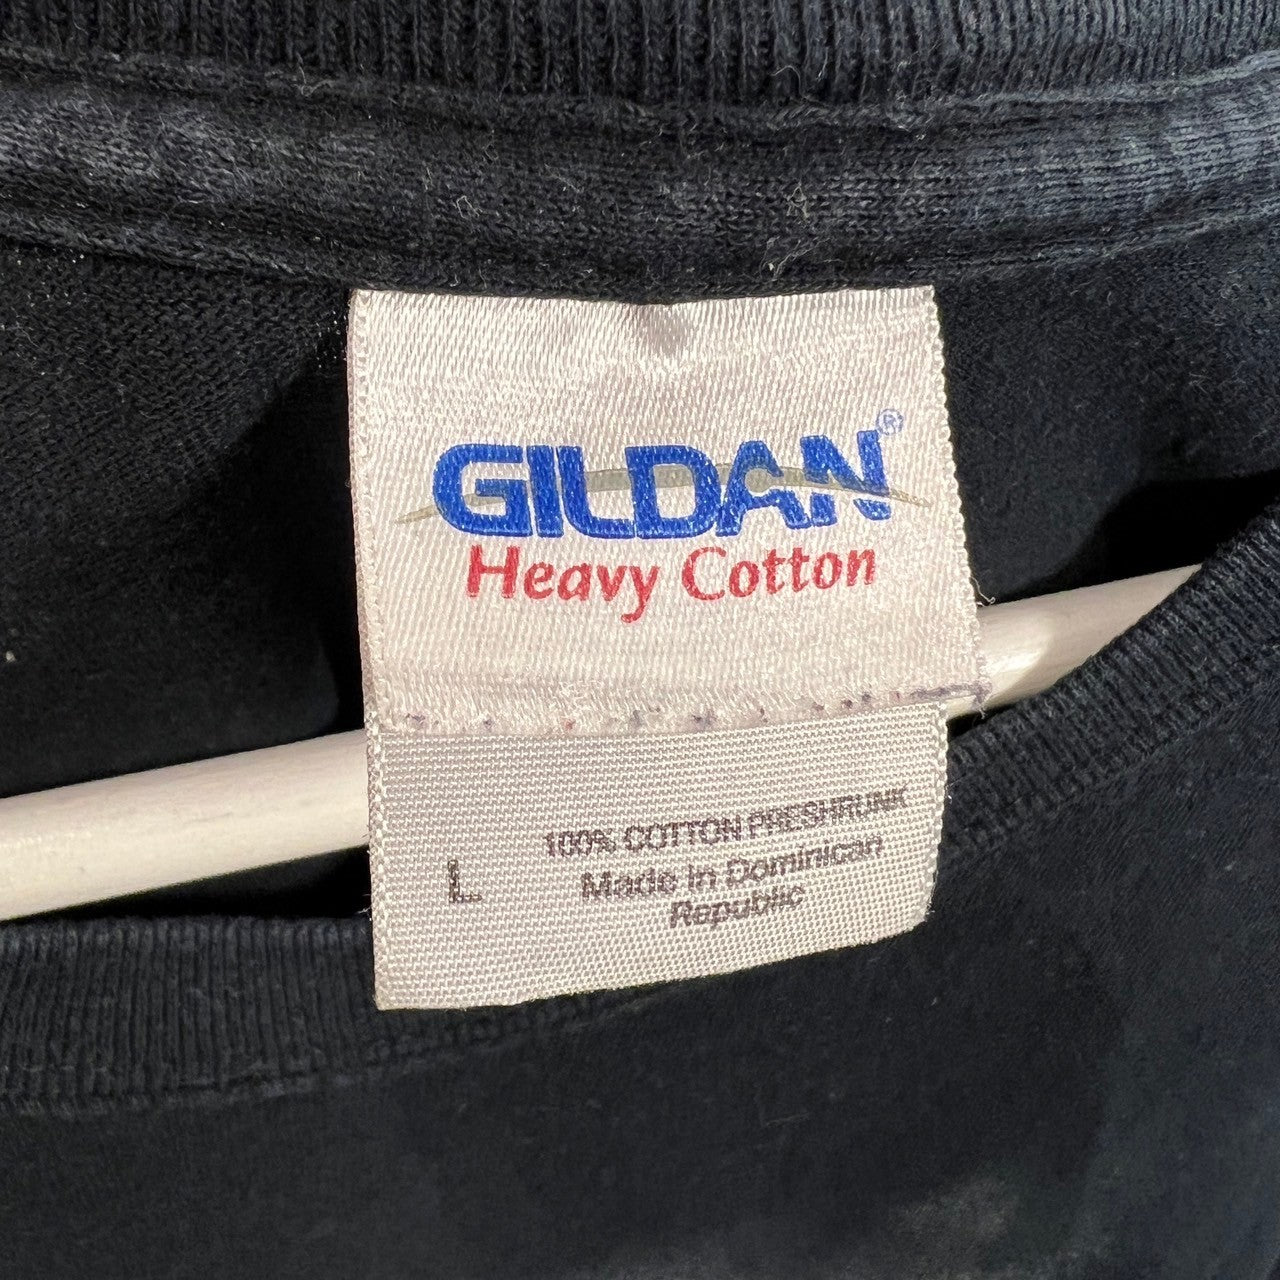 GILDAN®
Heavy Cotton
L
100% COTTON PRESHRUNK
Made in Dominican
Republic